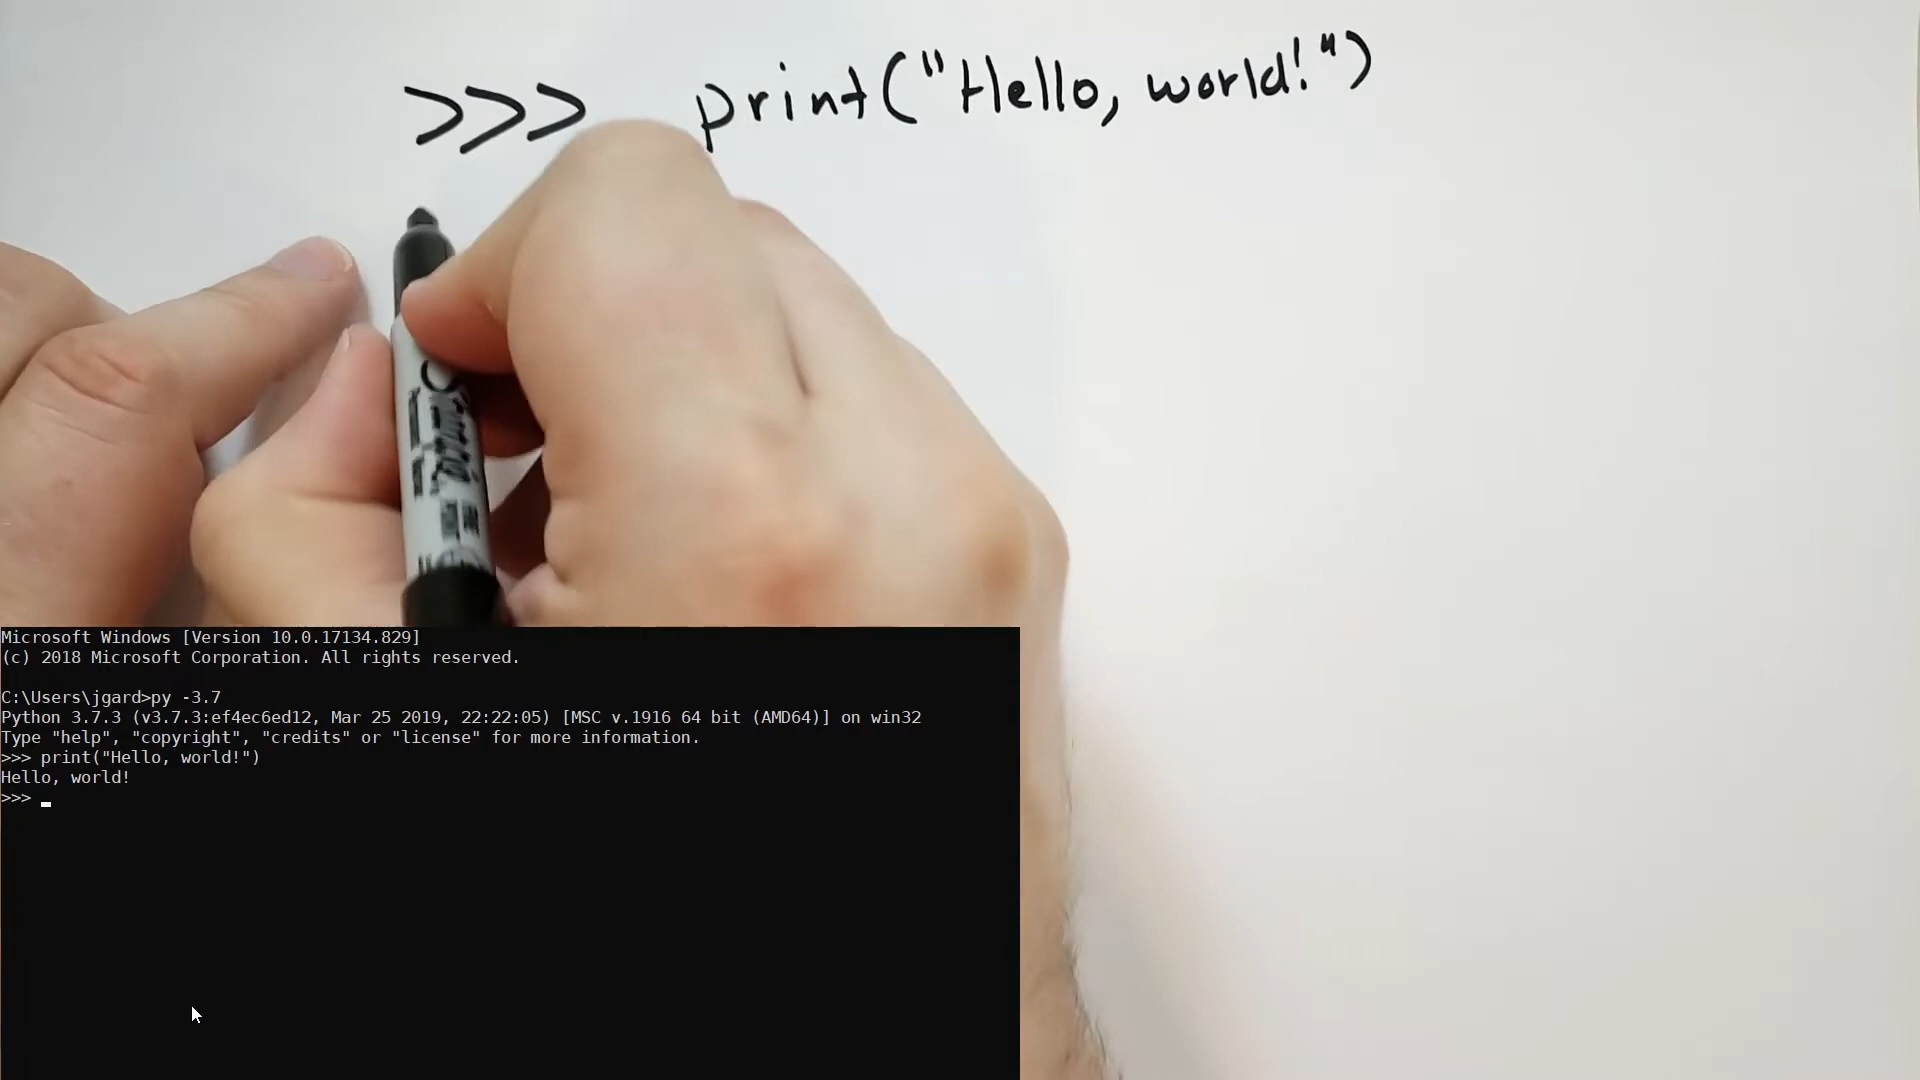 >>> print("Hello, world!")
Sharpie
Microsoft Windows [Version 10.0.17134.829]
(c) 2018 Microsoft Corporation. All rights reserved.
C:\Users\jgard>py -3.7
Python 3.7.3 (v3.7.3:ef4ec6ed12, Mar 25 2019, 22:22:05) [MSC v.1916 64 bit (AMD64)] on win32
Type "help", "copyright", "credits" or "license" for more information.
>>> print("Hello, world!")
Hello, world!
>>>